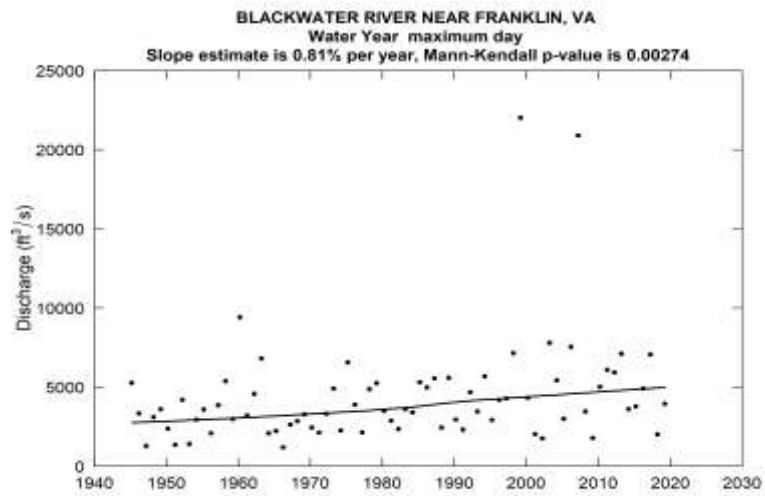 BLACKWATER RIVER NEAR FRANKLIN, VA
Water Year maximum day
Slope estimate is 0.81% per year, Mann-Kendall p-value is 0.00274
25000
20000
15000
10000
5000
0
Discharge (ft³/s)
1940 1950 1960 1970 1980 1990 2000 2010 2020 2030